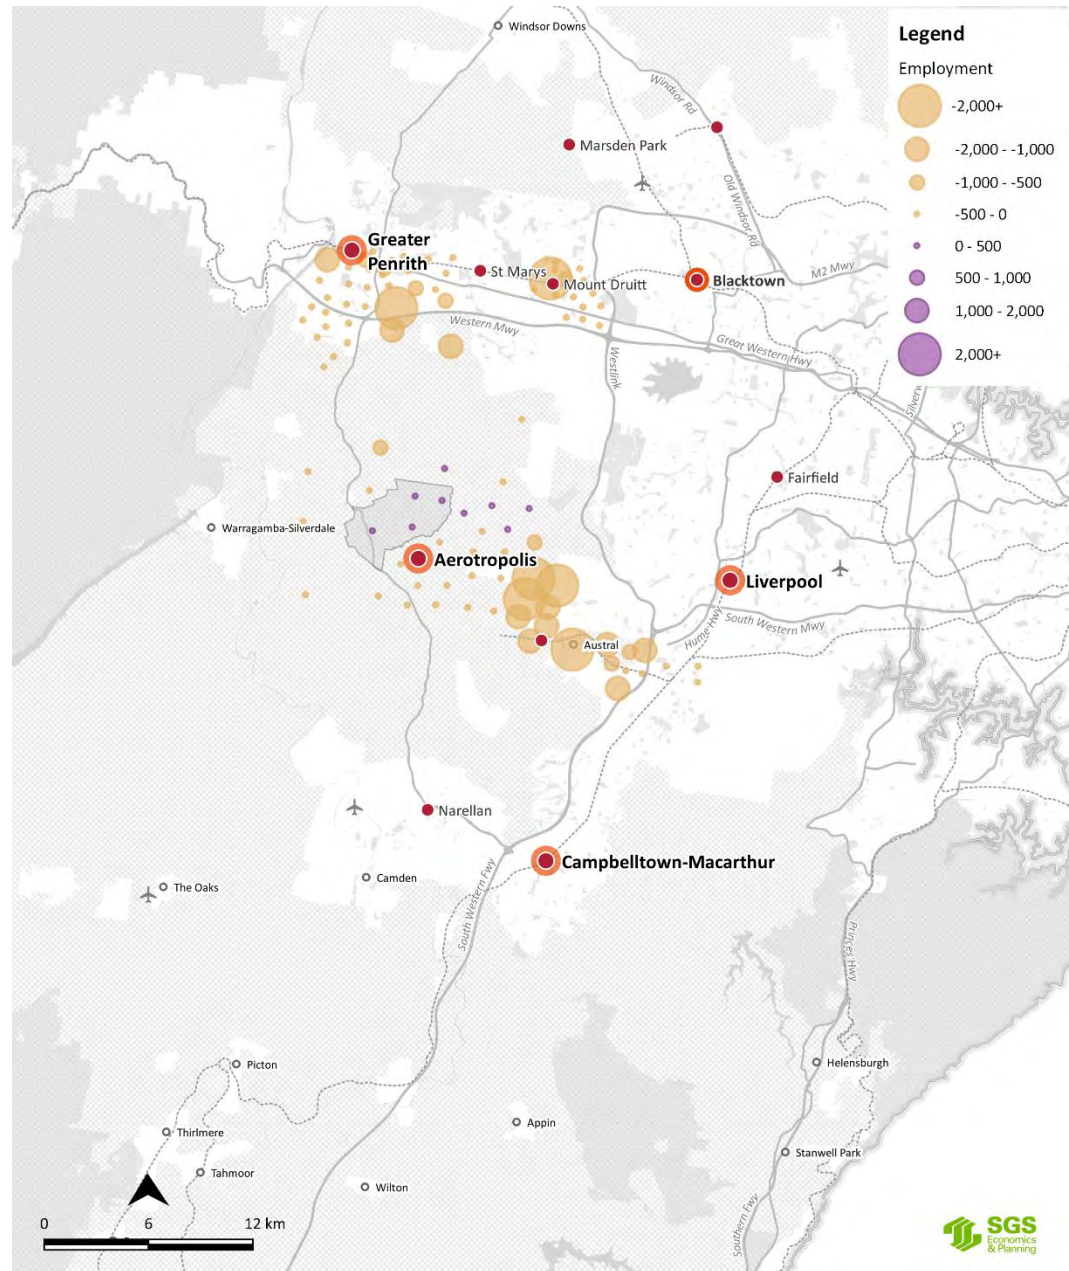 Windsor Downs
Legend
Employment
-2,000+
-2,000 - -1,000
-1,000 - -500
-500 - 0
0 - 500
500 - 1,000
1,000 - 2,000
2,000+
Windsor Rd
Marsden Park
Old Windsor Rd
Greater
Penrith
St Marys
Mount Druitt
Blacktown
M2 Mwy
Western Mwy
Great Western Hwy
Westlink
Fairfield
Warragamba-Silverdale
Aerotropolis
Liverpool
Hume Hwy
South Western Mwy
Austral
Narellan
Campbelltown-Macarthur
The Oaks
Camden
South Western Fwy
Princes Hwy
Picton
Helensburgh
Appin
Thirlmere
Stanwell Park
Tahmoor
Wilton
Southern Fwy
0 6 12 km
SGS
Economics
& Planning